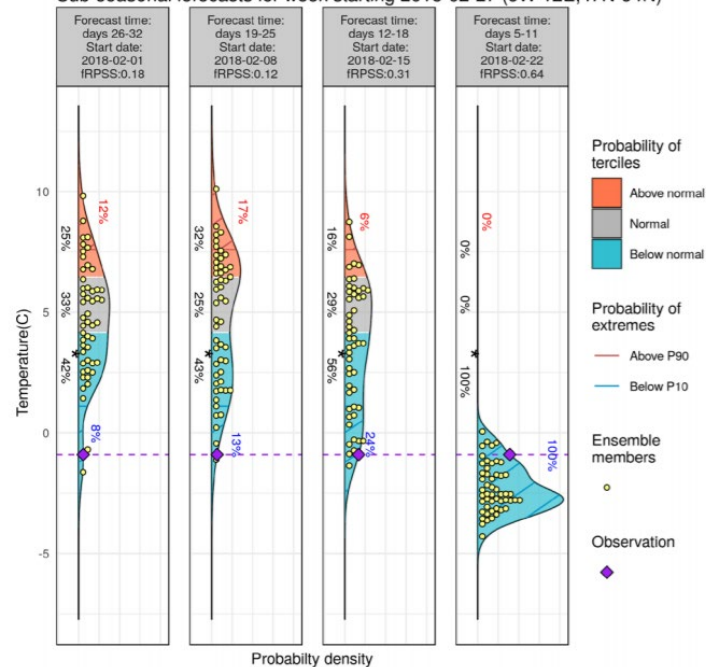 Forecast time:
days 26-32
Start date:
2018-02-01
fRPSS:0.18
Forecast time:
days 19-25
Start date:
2018-02-08
fRPSS:0.12
Forecast time:
days 12-18
Start date:
2018-02-15
fRPSS:0.31
Forecast time:
days 5-11
Start date:
2018-02-22
fRPSS:0.64
Temperature(C)
10
5
0
-5
12%
25%
33%
42%
8%
17%
32%
25%
43%
13%
6%
16%
29%
56%
24%
0%
0%
0%
100%
100%
Probabilty density
Probability of
terciles
Above normal
Normal
Below normal
Probability of
extremes
Above P90
Below P10
Ensemble
members
Observation